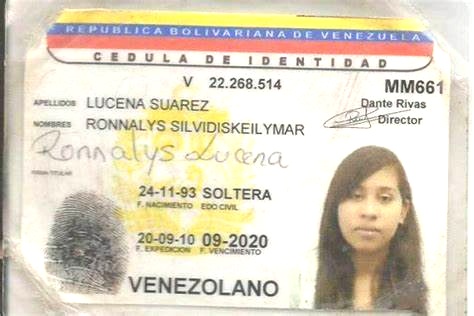 REPUBLICA BOLIVARIANA DE VENEZUELA
CEDULA DE IDENTIDAD
V 22.268.514
MM661
APELLIDOS LUCENA SUAREZ
Dante Rivas
Director
NOMBRES RONNALYS SILVIDISKEILYMAR
Ronnalys Lucena
FIRMA TITULAR
24-11-93 SOLTERA
F. NACIMIENTO EDO CIVIL
20-09-10 09-2020
F. EXPEDICION F. VENCIMIENTO
VENEZOLANO